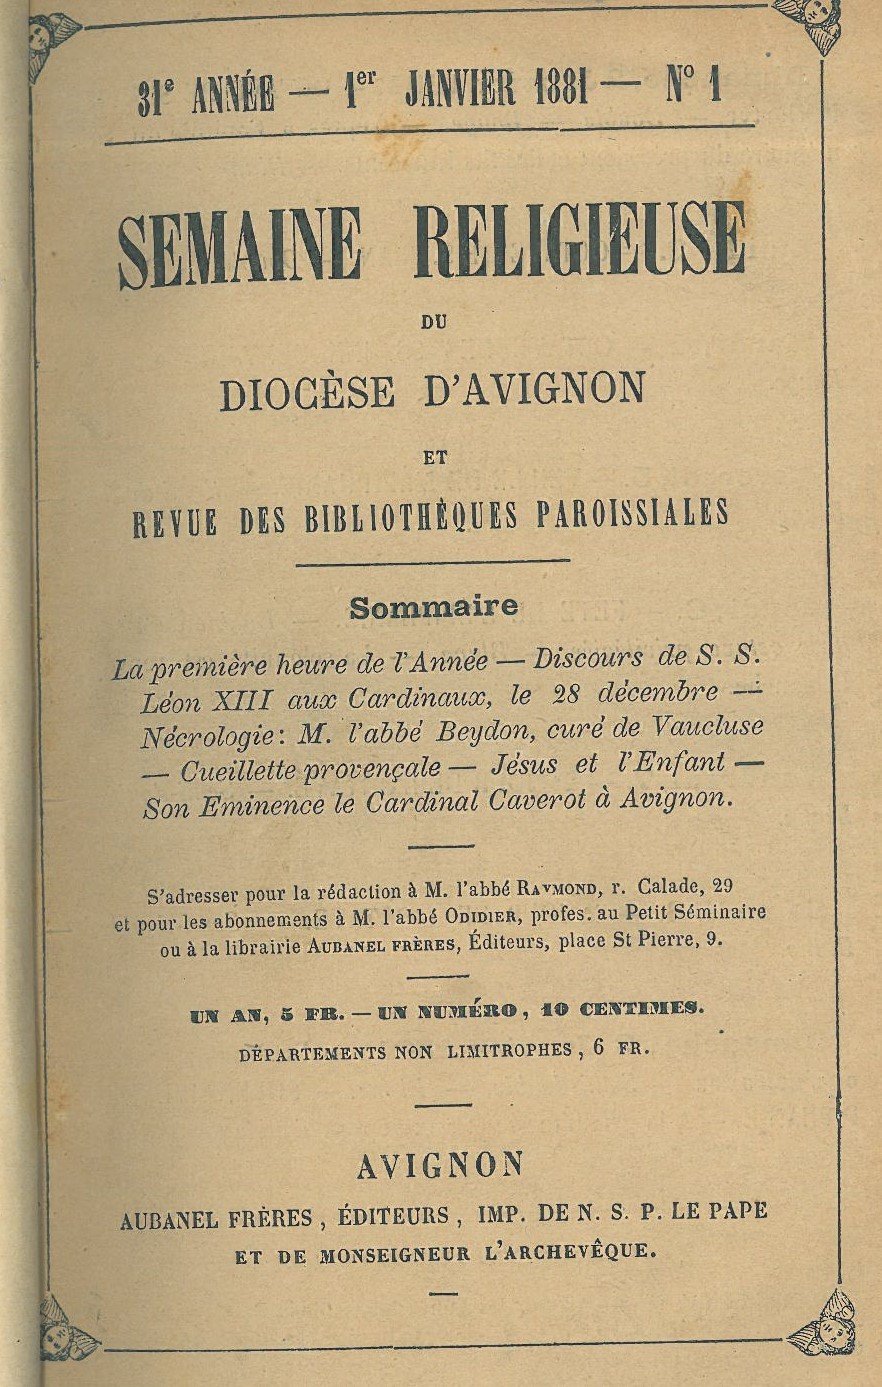 31e ANNÉE — 1er JANVIER 1881 — No 1
SEMAINE RELIGIEUSE
DU
DIOCÈSE D'AVIGNON
ET
REVUE DES BIBLIOTHÈQUES PAROISSIALES
Sommaire
La première heure de l'Année — Discours de S. S.
Léon XIII aux Cardinaux, le 28 décembre —
Nécrologie: M. l'abbé Beydon, curé de Vaucluse
— Cueillette provençale — Jésus et l'Enfant —
Son Eminence le Cardinal Caverot à Avignon.
S'adresser pour la rédaction à M. l'abbé RAYMOND, r. Calade, 29
et pour les abonnements à M. l'abbé ODIDIER, profes. au Petit Séminaire
ou à la librairie AUBANEL FRÈRES, Éditeurs, place St Pierre, 9.
UN AN, 5 FR. — UN NUMÉRO, 10 CENTIMES.
DÉPARTEMENTS NON LIMITROPHES, 6 FR.
AVIGNON
AUBANEL FRÈRES, ÉDITEURS, IMP. DE N. S. P. LE PAPE
ET DE MONSEIGNEUR L'ARCHEVÊQUE.